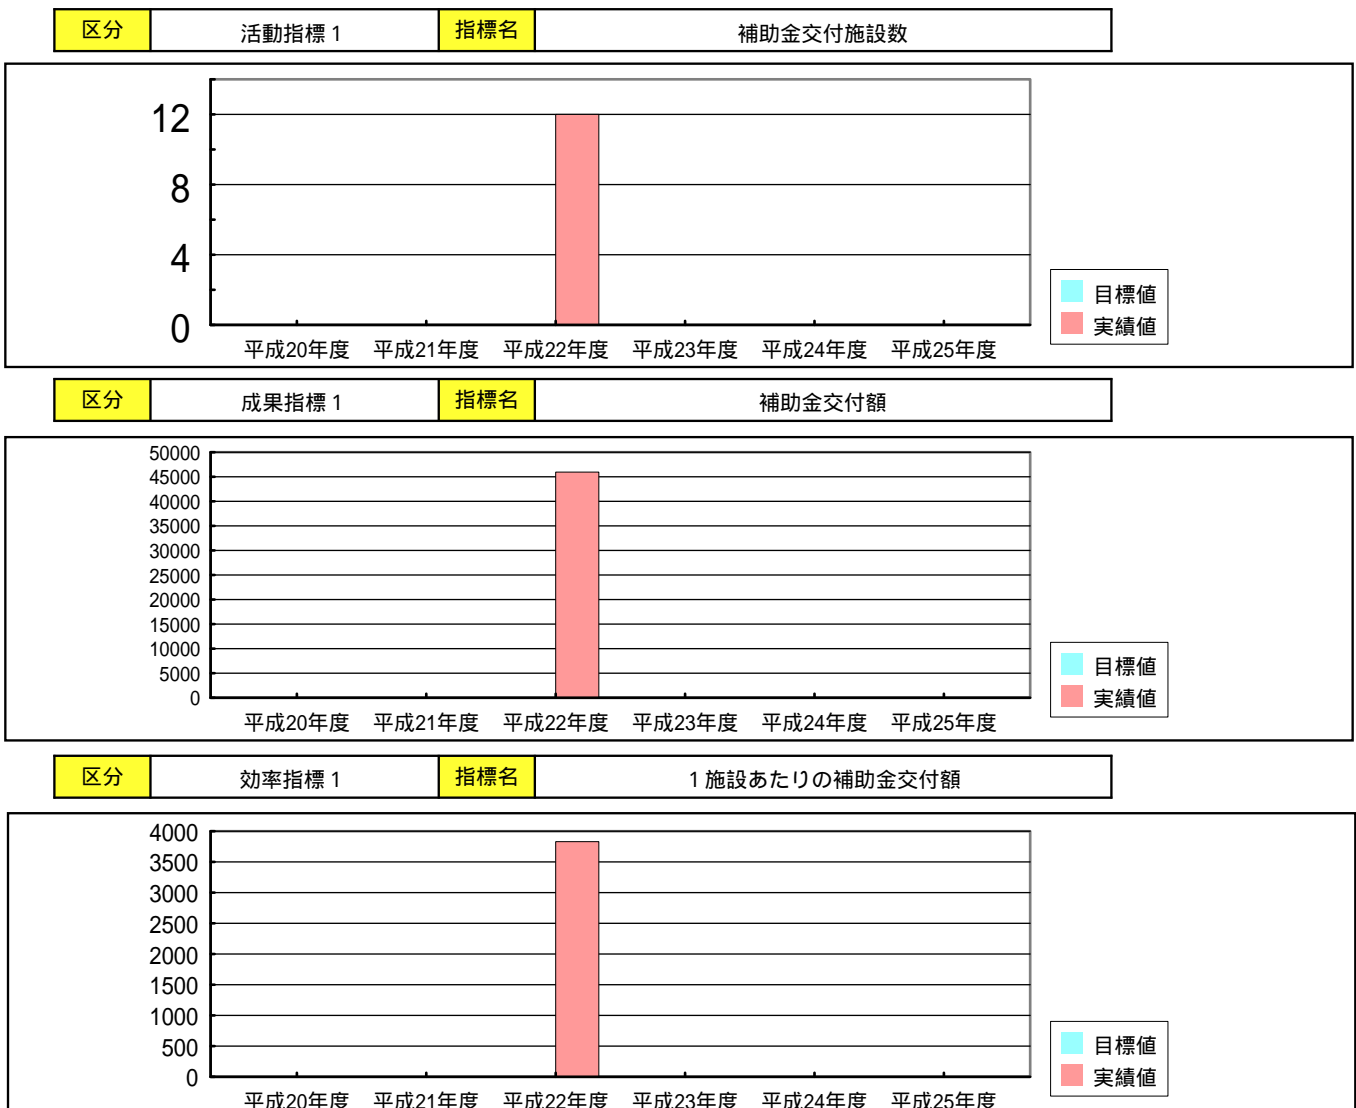 区分 活動指標1 指標名 補助金交付施設数
12
8
4
0
平成20年度 平成21年度 平成22年度 平成23年度 平成24年度 平成25年度
目標値
実績値
区分 成果指標1 指標名 補助金交付額
50000
45000
40000
35000
30000
25000
20000
15000
10000
5000
0
平成20年度 平成21年度 平成22年度 平成23年度 平成24年度 平成25年度
目標値
実績値
区分 効率指標1 指標名 1施設あたりの補助金交付額
4000
3500
3000
2500
2000
1500
1000
500
0
平成20年度 平成21年度 平成22年度 平成23年度 平成24年度 平成25年度
目標値
実績値